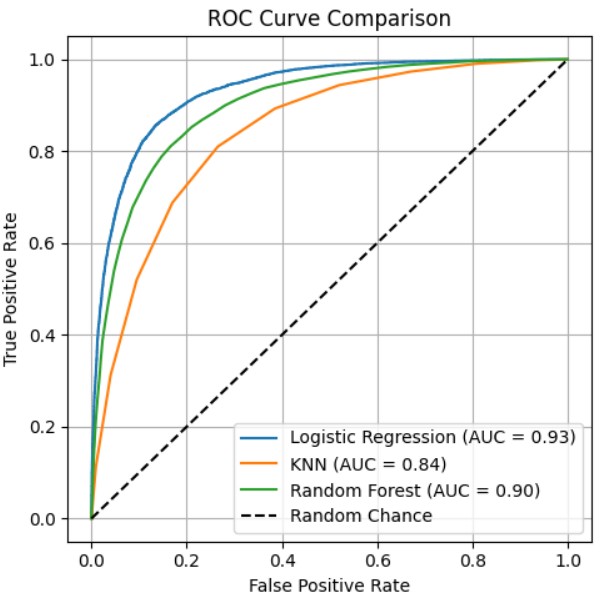 ROC Curve Comparison
True Positive Rate
1.0
0.8
0.6
0.4
0.2
0.0
Logistic Regression (AUC = 0.93)
KNN (AUC = 0.84)
Random Forest (AUC = 0.90)
Random Chance
0.0 0.2 0.4 0.6 0.8 1.0
False Positive Rate